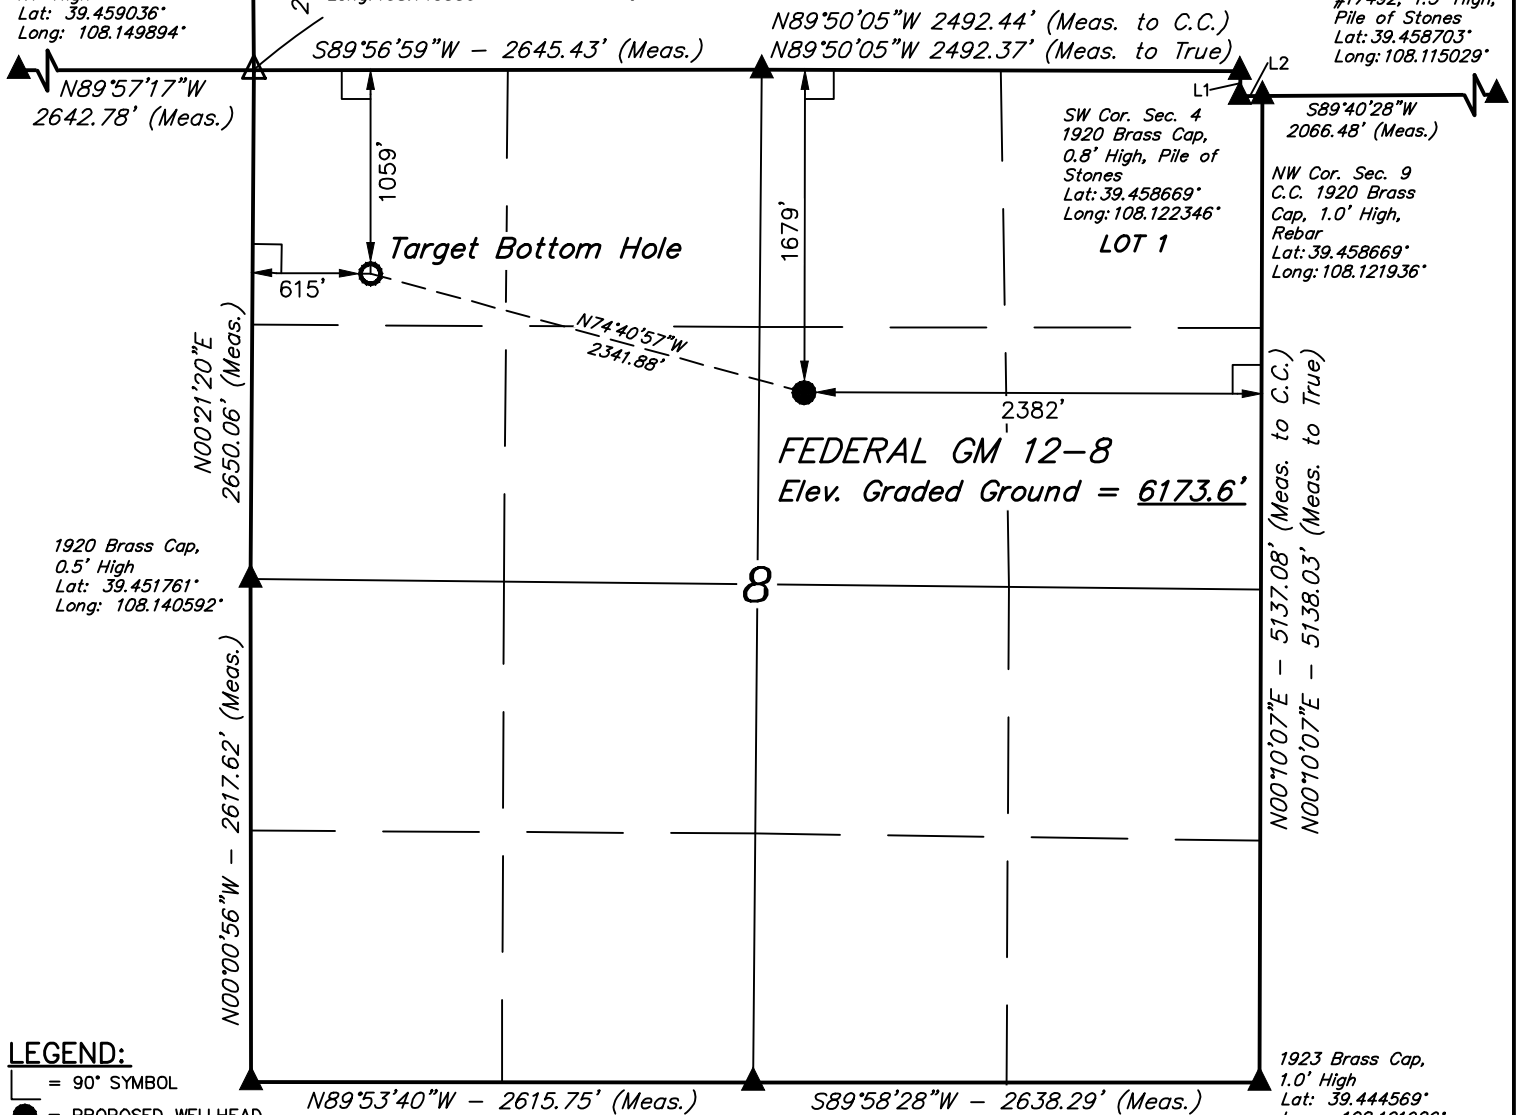 Lat: 39.459036°
Long: 108.149894°
S89°56'59"W - 2645.43' (Meas.)
N89°50'05"W 2492.44' (Meas. to C.C.)
N89°50'05"W 2492.37' (Meas. to True)
Pile of Stones
Lat:39.458703°
Long:108.115029°
N89°57'17"W
2642.78' (Meas.)
L1
L2
S89°40'28"W
2066.48' (Meas.)
SW Cor. Sec. 4
1920 Brass Cap,
0.8' High, Pile of
Stones
Lat:39.458669°
Long:108.122346°
LOT 1
NW Cor. Sec. 9
C.C. 1920 Brass
Cap, 1.0' High,
Rebar
Lat:39.458669°
Long:108.121936°
1059'
1679'
Target Bottom Hole
615'
N74°40'57"W
2341.88'
2382'
FEDERAL GM 12-8
Elev. Graded Ground = 6173.6'
N00°21'20"E
2650.06' (Meas.)
N00°10'07"E - 5137.08' (Meas. to C.C.)
N00°10'07"E - 5138.03' (Meas. to True)
1920 Brass Cap,
0.5' High
Lat: 39.451761°
Long: 108.140592°
8
N00°00'56"W - 2617.62' (Meas.)
LEGEND:
= 90° SYMBOL
= PROPOSED WELLHEAD
N89°53'40"W - 2615.75' (Meas.)
S89°58'28"W - 2638.29' (Meas.)
1923 Brass Cap,
1.0' High
Lat: 39.444569°